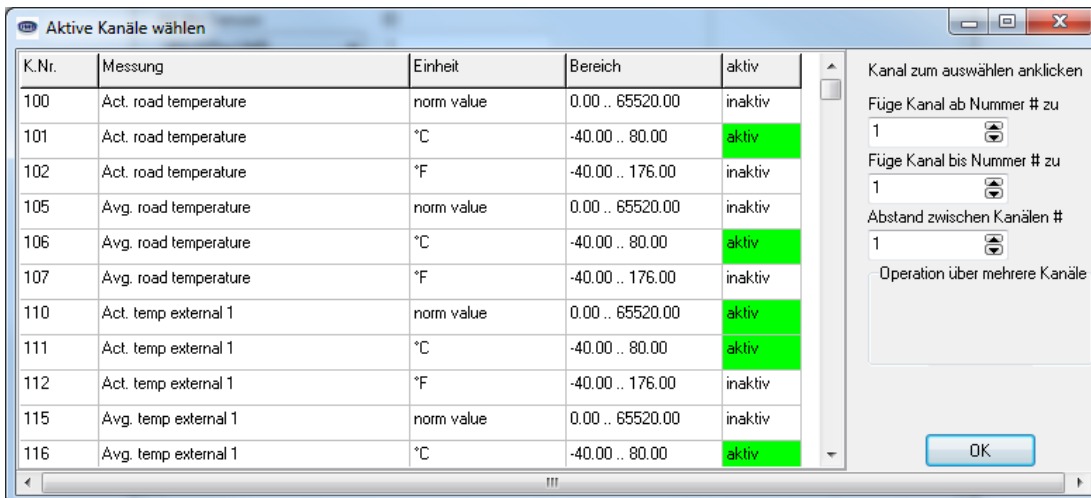 Aktive Kanäle wählen
K.Nr. Messung Einheit Bereich aktiv
100 Act. road temperature norm value 0.00 .. 65520.00 inaktiv
101 Act. road temperature °C -40.00 .. 80.00 aktiv
102 Act. road temperature °F -40.00 .. 176.00 inaktiv
105 Avg. road temperature norm value 0.00 .. 65520.00 inaktiv
106 Avg. road temperature °C -40.00 .. 80.00 aktiv
107 Avg. road temperature °F -40.00 .. 176.00 inaktiv
110 Act. temp external 1 norm value 0.00 .. 65520.00 aktiv
111 Act. temp external 1 °C -40.00 .. 80.00 aktiv
112 Act. temp external 1 °F -40.00 .. 176.00 inaktiv
115 Avg. temp external 1 norm value 0.00 .. 65520.00 inaktiv
116 Avg. temp external 1 °C -40.00 .. 80.00 aktiv
Kanal zum auswählen anklicken
Füge Kanal ab Nummer # zu
1
Füge Kanal bis Nummer # zu
1
Abstand zwischen Kanälen #
1
Operation über mehrere Kanäle
OK